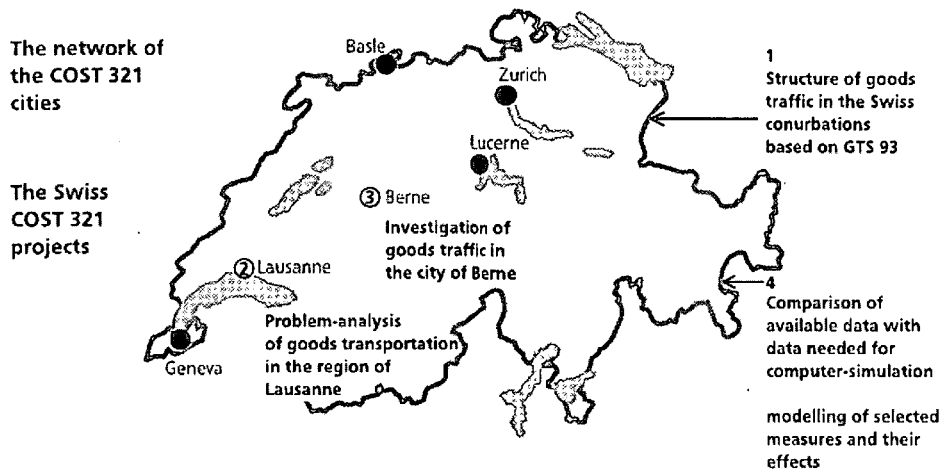 The network of
the COST 321
cities
The Swiss
COST 321
projects
Basle
Zurich
Lucerne
③ Berne
Investigation of
goods traffic in
the city of Berne
② Lausanne
Problem-analysis
of goods transportation
in the region of
Lausanne
Geneva
1
Structure of goods
traffic in the Swiss
conurbations
based on GTS 93
4
Comparison of
available data with
data needed for
computer-simulation
modelling of selected
measures and their
effects